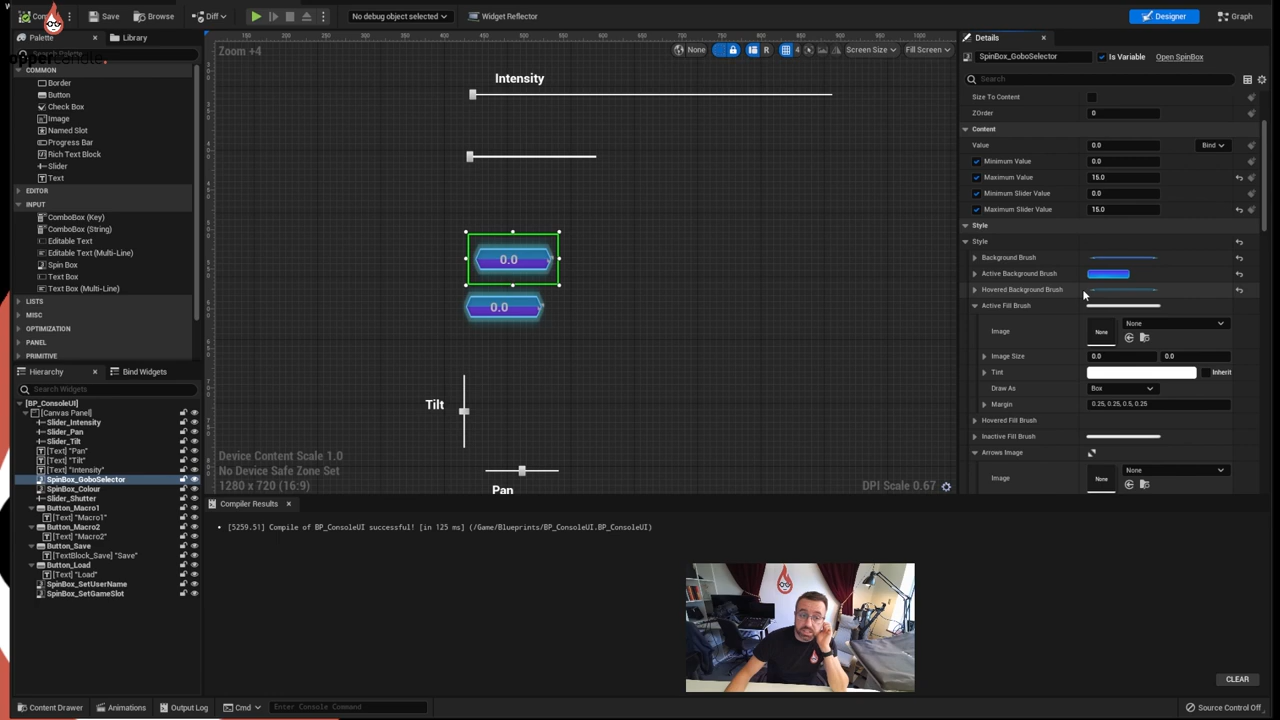 Save
Browse
Diff
No debug object selected
Widget Reflector
Designer
Graph
Palette
Library
COMMON
Border
Button
Check Box
Image
Named Slot
Progress Bar
Rich Text Block
Slider
Text
EDITOR
INPUT
ComboBox (Key)
ComboBox (String)
Editable Text
Editable Text (Multi-Line)
Spin Box
Text Box
Text Box (Multi-Line)
LISTS
MISC
OPTIMIZATION
PANEL
PRIMITIVE
Hierarchy
Bind Widgets
Search Widgets
[BP_ConsoleUI]
[Canvas Panel]
Slider_Intensity
Slider_Pan
Slider_Tilt
[Text] "Pan"
[Text] "Tilt"
[Text] "Intensity"
SpinBox_GoboSelector
SpinBox_Colour
Slider_Shutter
Button_Macro1
[Text] "Macro1"
Button_Macro2
[Text] "Macro2"
Button_Save
[TextBlock_Save] "Save"
Button_Load
[Text] "Load"
SpinBox_SetUserName
SpinBox_SetGameSlot
Zoom +4
None
R
4
Screen Size
Fill Screen
Intensity
0.0
0.0
Tilt
Pan
Device Content Scale 1.0
No Device Safe Zone Set
1280 x 720 (16:9)
DPI Scale 0.67
Compiler Results
[5259.51] Compile of BP_ConsoleUI successful! [in 125 ms] (/Game/Blueprints/BP_ConsoleUI.BP_ConsoleUI)
CLEAR
Details
SpinBox_GoboSelector
Is Variable
Open SpinBox
Search
Size To Content
ZOrder 0
Content
Value 0.0 Bind
Minimum Value 0.0
Maximum Value 15.0
Minimum Slider Value 0.0
Maximum Slider Value 15.0
Style
Style
Background Brush
Active Background Brush
Hovered Background Brush
Active Fill Brush
Image None None
Image Size 0.0 0.0
Tint Inherit
Draw As Box
Margin 0.25, 0.25, 0.5, 0.25
Hovered Fill Brush
Inactive Fill Brush
Arrows Image
Image None None
Content Drawer
Animations
Output Log
Cmd
Enter Console Command
Source Control Off